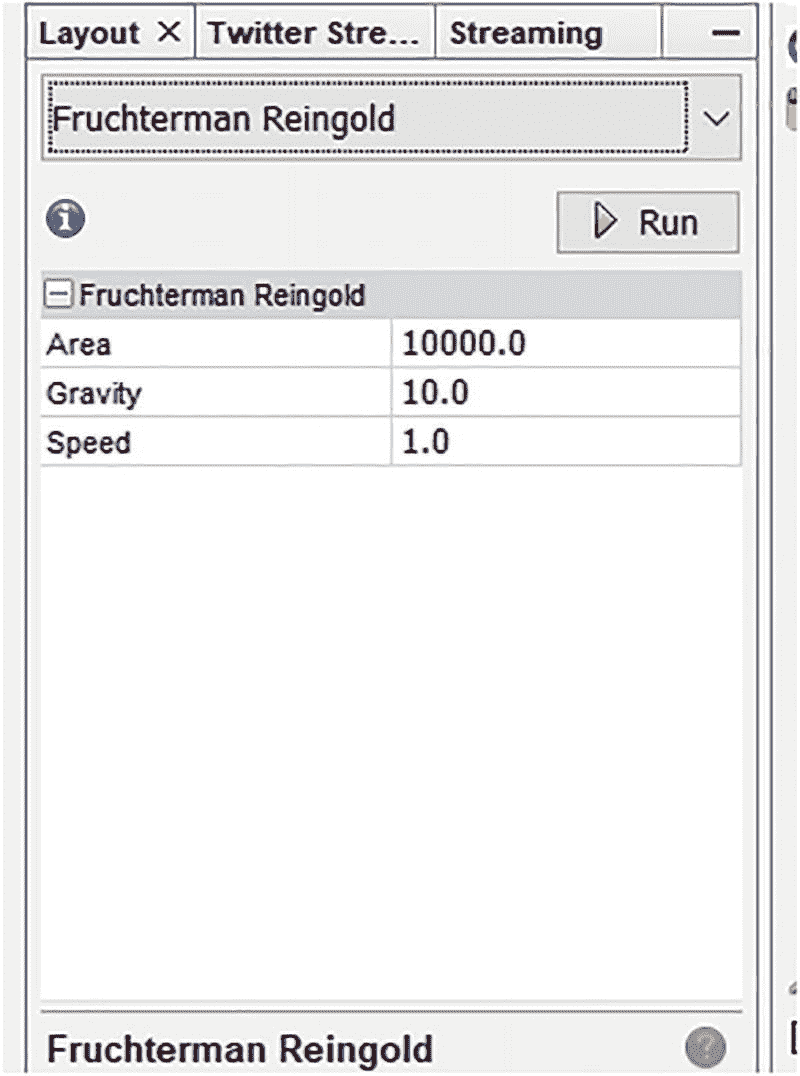 Layout × Twitter Stre... Streaming
Fruchterman Reingold
Run
Fruchterman Reingold
Area 10000.0
Gravity 10.0
Speed 1.0
Fruchterman Reingold ?